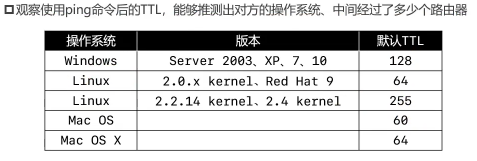 观察使用ping命令后的TTL，能够推测出对方的操作系统、中间经过了多少个路由器
操作系统 版本 默认TTL
Windows Server 2003、XP、7、10 128
Linux 2.0.x kernel、Red Hat 9 64
Linux 2.2.14 kernel、2.4 kernel 255
Mac OS 60
Mac OS X 64